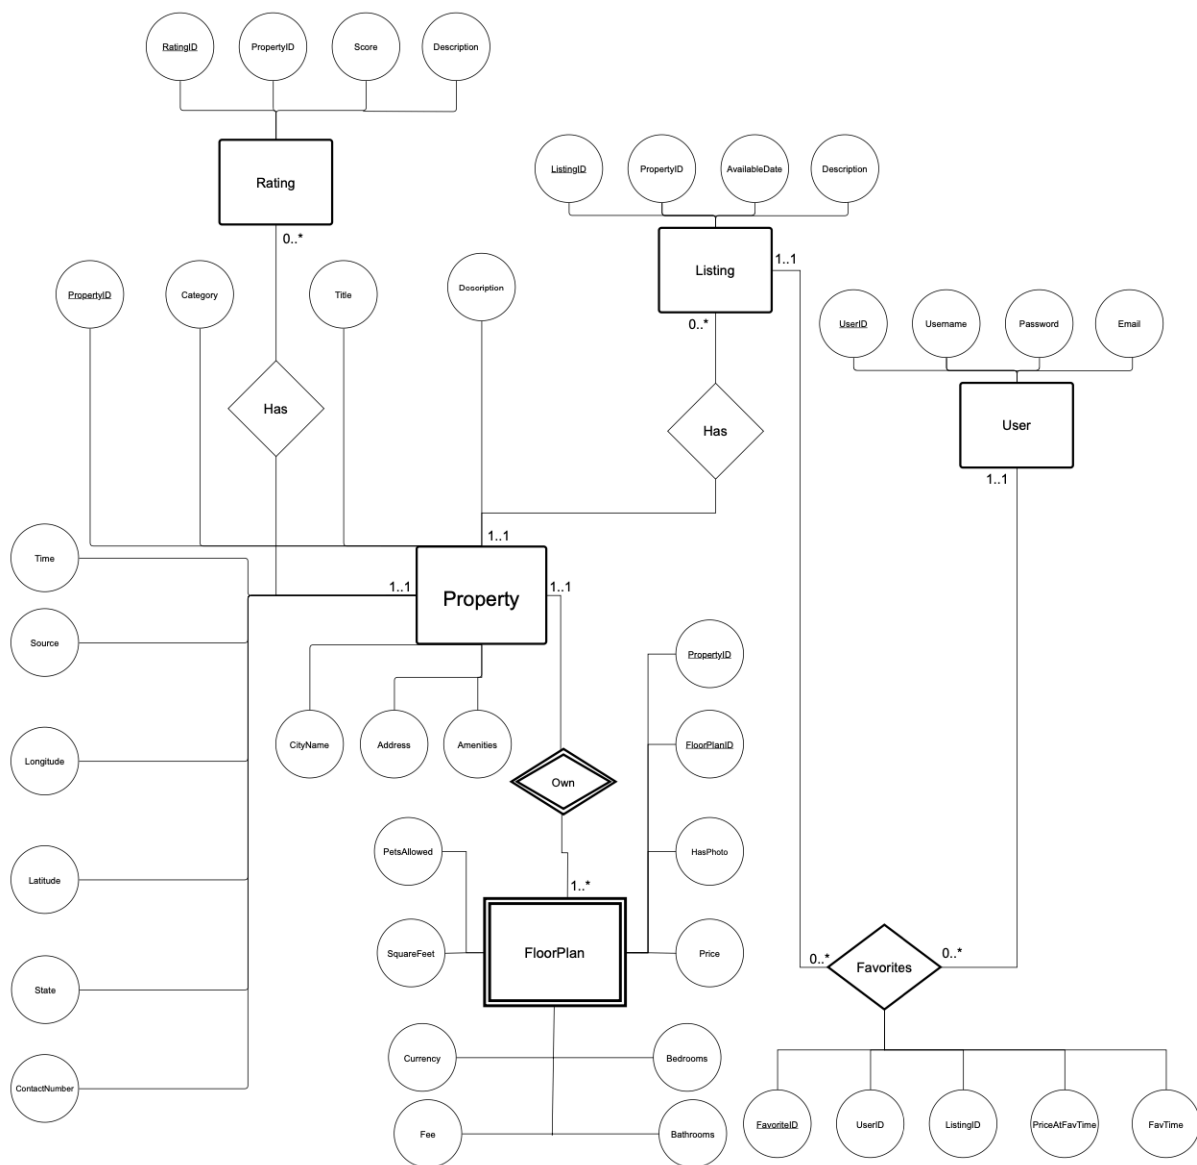 RatingID
PropertyID
Score
Description
Rating
0..*
ListingID
PropertyID
AvailableDate
Description
Listing
1..1
0..*
PropertyID
Category
Title
Description
UserID
Username
Password
Email
User
1..1
Has
Has
Time
Source
Longitude
Latitude
State
ContactNumber
1..1
1..1
1..1
Property
CityName
Address
Amenities
Own
PropertyID
FloorPlanID
HasPhoto
Price
PetsAllowed
SquareFeet
1..*
FloorPlan
Currency
Bedrooms
Fee
Bathrooms
0..*
0..*
Favorites
FavoriteID
UserID
ListingID
PriceAtFavTime
FavTime